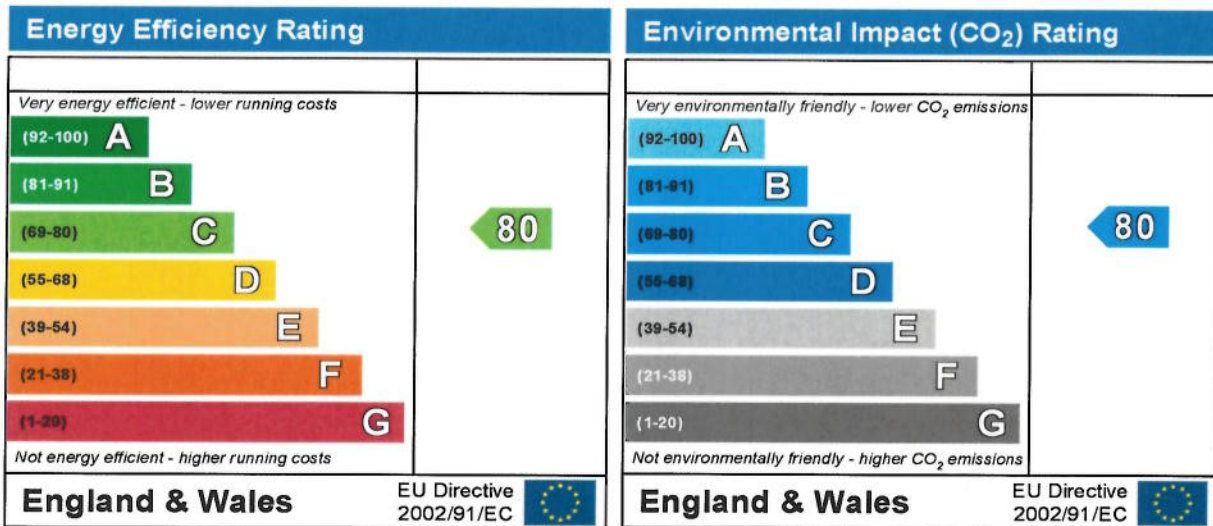 Energy Efficiency Rating
Very energy efficient - lower running costs
(92-100) A
(81-91) B
(69-80) C
80
(55-68) D
(39-54) E
(21-38) F
(1-20) G
Not energy efficient - higher running costs
England & Wales
EU Directive
2002/91/EC
Environmental Impact (CO₂) Rating
Very environmentally friendly - lower CO₂ emissions
(92-100) A
(81-91) B
(69-80) C
80
(55-68) D
(39-54) E
(21-38) F
(1-20) G
Not environmentally friendly - higher CO₂ emissions
England & Wales
EU Directive
2002/91/EC